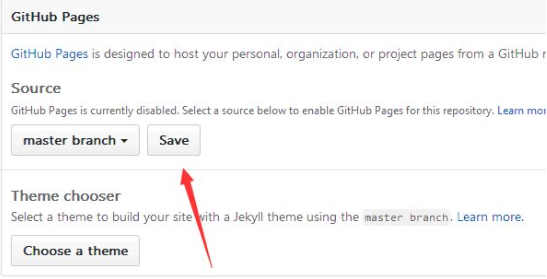 GitHub Pages
GitHub Pages is designed to host your personal, organization, or project pages from a GitHub
Source
GitHub Pages is currently disabled. Select a source below to enable GitHub Pages for this repository. Learn
master branch Save
Theme chooser
Select a theme to build your site with a Jekyll theme using the master branch. Learn more.
Choose a theme